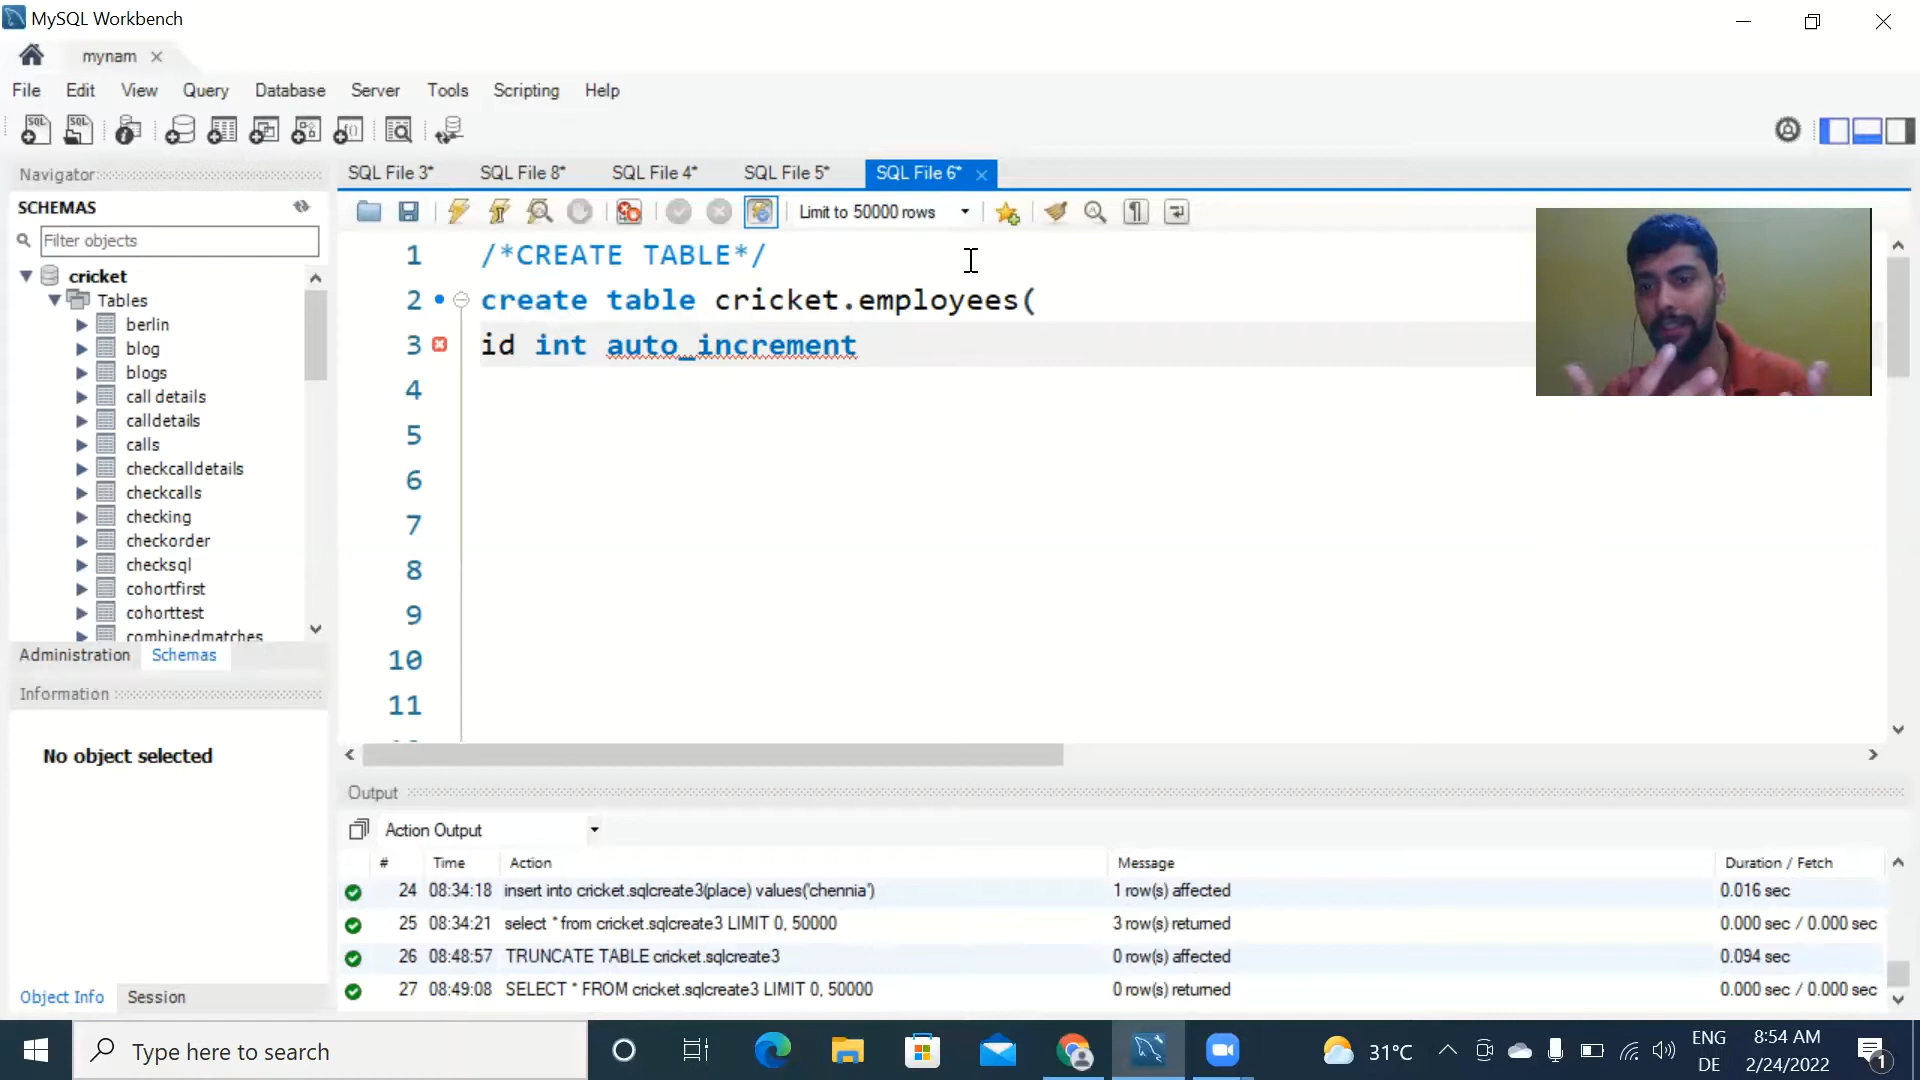 MySQL Workbench
mynam
File Edit View Query Database Server Tools Scripting Help
Navigator
SCHEMAS
Filter objects
cricket
Tables
berlin
blog
blogs
call details
calldetails
calls
checkcalldetails
checkcalls
checking
checkorder
checksql
cohortfirst
cohorttest
combinedmatches
Administration Schemas
Information
No object selected
Object Info Session
SQL File 3* SQL File 8* SQL File 4* SQL File 5* SQL File 6*
Limit to 50000 rows
1 /*CREATE TABLE*/
2 create table cricket.employees(
3 id int auto_increment
4
5
6
7
8
9
10
11
Output
Action Output
# Time Action Message Duration / Fetch
24 08:34:18 insert into cricket.sqlcreate3(place) values('chennia') 1 row(s) affected 0.016 sec
25 08:34:21 select * from cricket.sqlcreate3 LIMIT 0, 50000 3 row(s) returned 0.000 sec / 0.000 sec
26 08:48:57 TRUNCATE TABLE cricket.sqlcreate3 0 row(s) affected 0.094 sec
27 08:49:08 SELECT * FROM cricket.sqlcreate3 LIMIT 0, 50000 0 row(s) returned 0.000 sec / 0.000 sec
Type here to search
31°C
ENG
DE
8:54 AM
2/24/2022
1